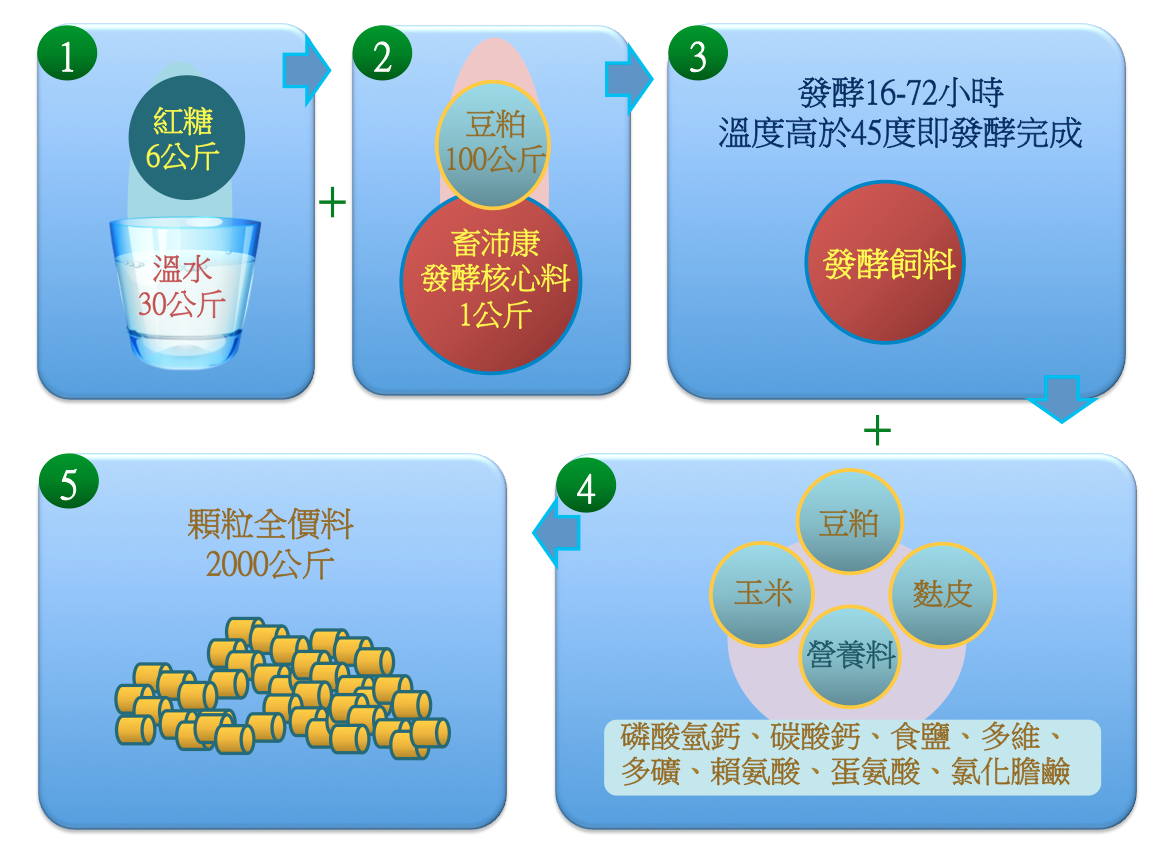 1
紅糖
6公斤
溫水
30公斤
+
2
豆粕
100公斤
畜沛康
發酵核心料
1公斤
3
發酵16-72小時
溫度高於45度即發酵完成
發酵飼料
+
4
豆粕
玉米
麩皮
營養料
磷酸氫鈣、碳酸鈣、食鹽、多維、
多礦、賴氨酸、蛋氨酸、氯化膽鹼
5
顆粒全價料
2000公斤